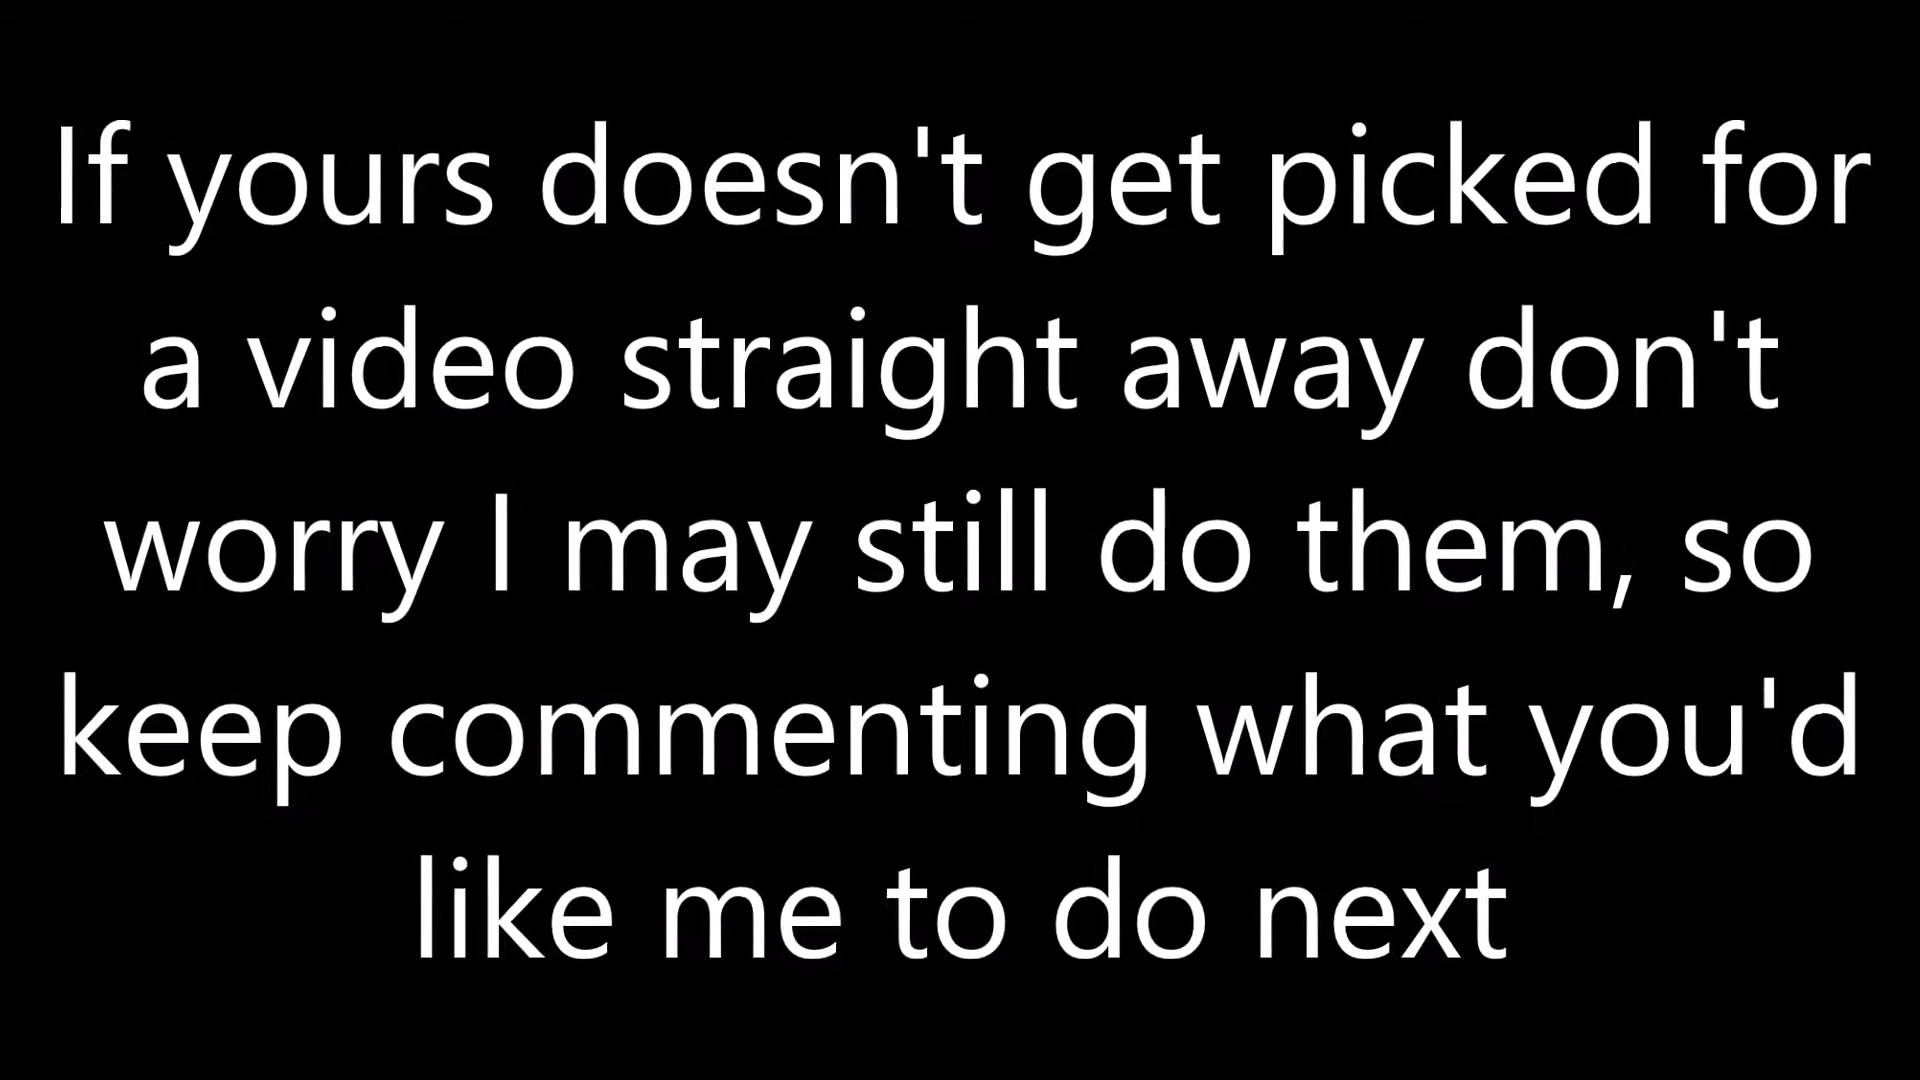 If yours doesn't get picked for
a video straight away don't
worry I may still do them, so
keep commenting what you'd
like me to do next